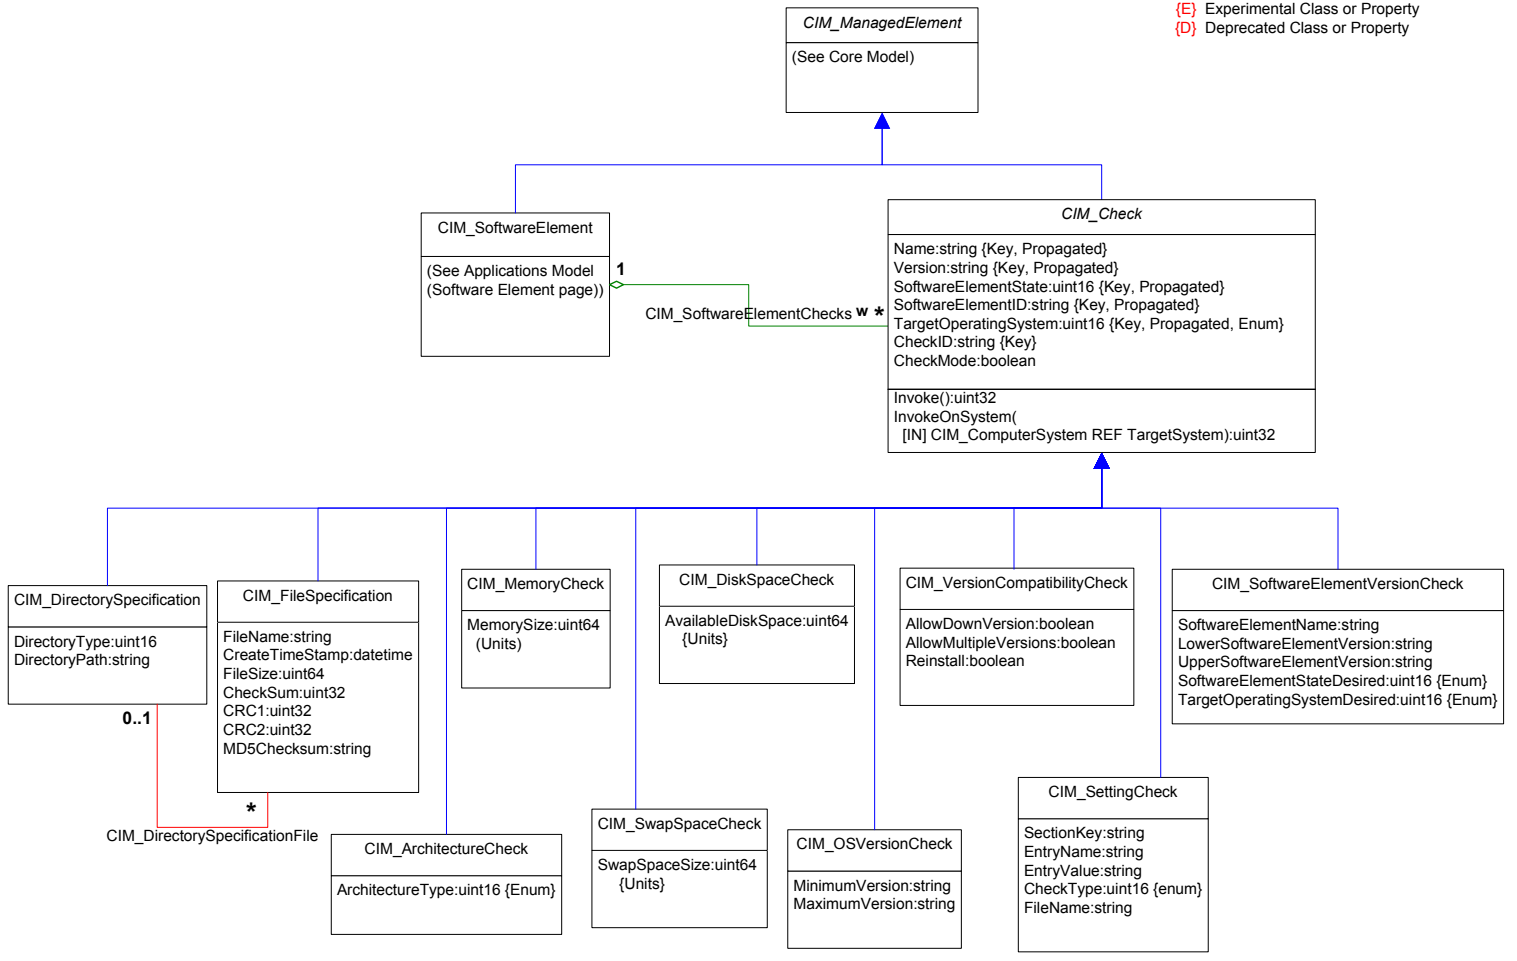 {E} Experimental Class or Property
{D} Deprecated Class or Property
CIM_ManagedElement
(See Core Model)
CIM_SoftwareElement
(See Applications Model
(Software Element page))
1
CIM_SoftwareElementChecks
w *
CIM_Check
Name:string {Key, Propagated}
Version:string {Key, Propagated}
SoftwareElementState:uint16 {Key, Propagated}
SoftwareElementID:string {Key, Propagated}
TargetOperatingSystem:uint16 {Key, Propagated, Enum}
CheckID:string {Key}
CheckMode:boolean
Invoke():uint32
InvokeOnSystem(
[IN] CIM_ComputerSystem REF TargetSystem):uint32
CIM_DirectorySpecification
DirectoryType:uint16
DirectoryPath:string
0..1
CIM_FileSpecification
FileName:string
CreateTimeStamp:datetime
FileSize:uint64
CheckSum:uint32
CRC1:uint32
CRC2:uint32
MD5Checksum:string
*
CIM_DirectorySpecificationFile
CIM_MemoryCheck
MemorySize:uint64
(Units)
CIM_DiskSpaceCheck
AvailableDiskSpace:uint64
{Units}
CIM_VersionCompatibilityCheck
AllowDownVersion:boolean
AllowMultipleVersions:boolean
Reinstall:boolean
CIM_SoftwareElementVersionCheck
SoftwareElementName:string
LowerSoftwareElementVersion:string
UpperSoftwareElementVersion:string
SoftwareElementStateDesired:uint16 {Enum}
TargetOperatingSystemDesired:uint16 {Enum}
CIM_ArchitectureCheck
ArchitectureType:uint16 {Enum}
CIM_SwapSpaceCheck
SwapSpaceSize:uint64
{Units}
CIM_OSVersionCheck
MinimumVersion:string
MaximumVersion:string
CIM_SettingCheck
SectionKey:string
EntryName:string
EntryValue:string
CheckType:uint16 {enum}
FileName:string